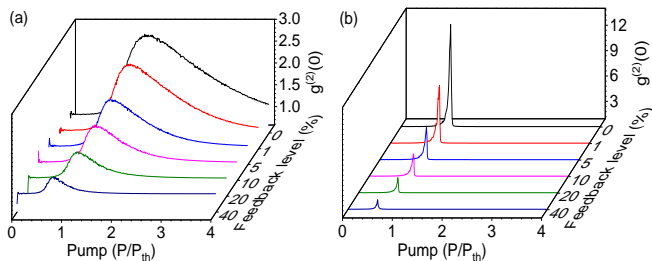 (a)
3.0
2.5
2.0
1.5
1.0
g(2)(0)
0
1
5
10
20
40
Feedback level (%)
0 1 2 3 4
Pump (P/Pth)
(b)
12
9
6
3
g(2)(0)
0
1
5
10
20
40
Feedback level (%)
0 1 2 3 4
Pump (P/Pth)